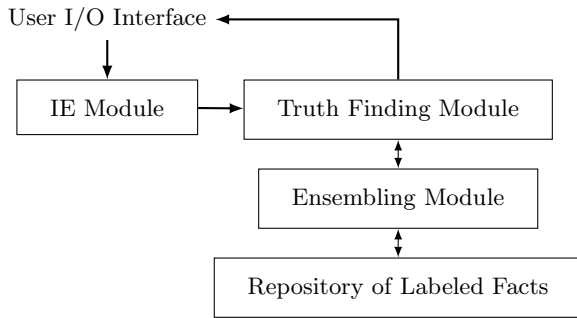 User I/O Interface
IE Module
Truth Finding Module
Ensembling Module
Repository of Labeled Facts